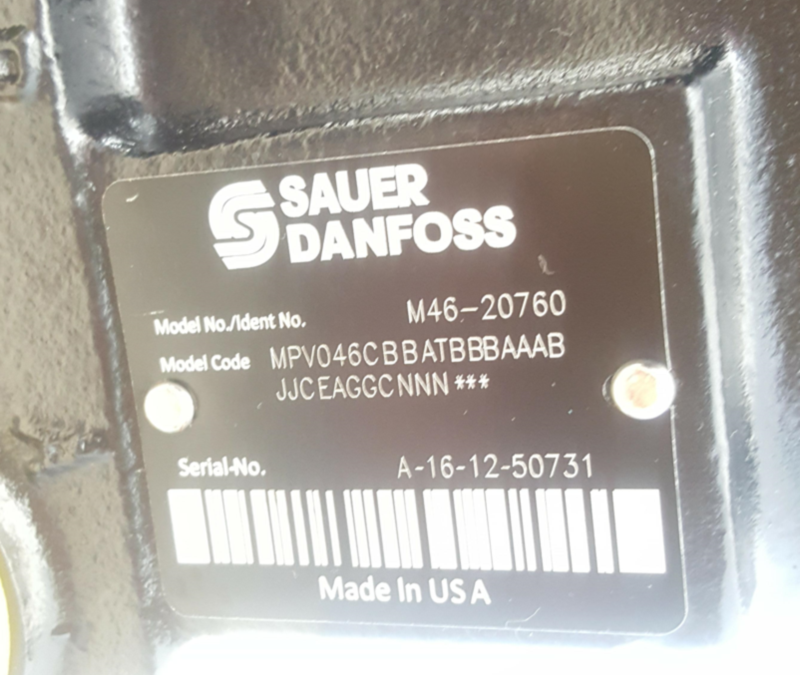 SAUER
DANFOSS
Model No./Ident No. M46-20760
Model Code MPV046CBBATBBBAAAB
JJCEAGGCNNN***
Serial-No. A-16-12-50731
Made In USA